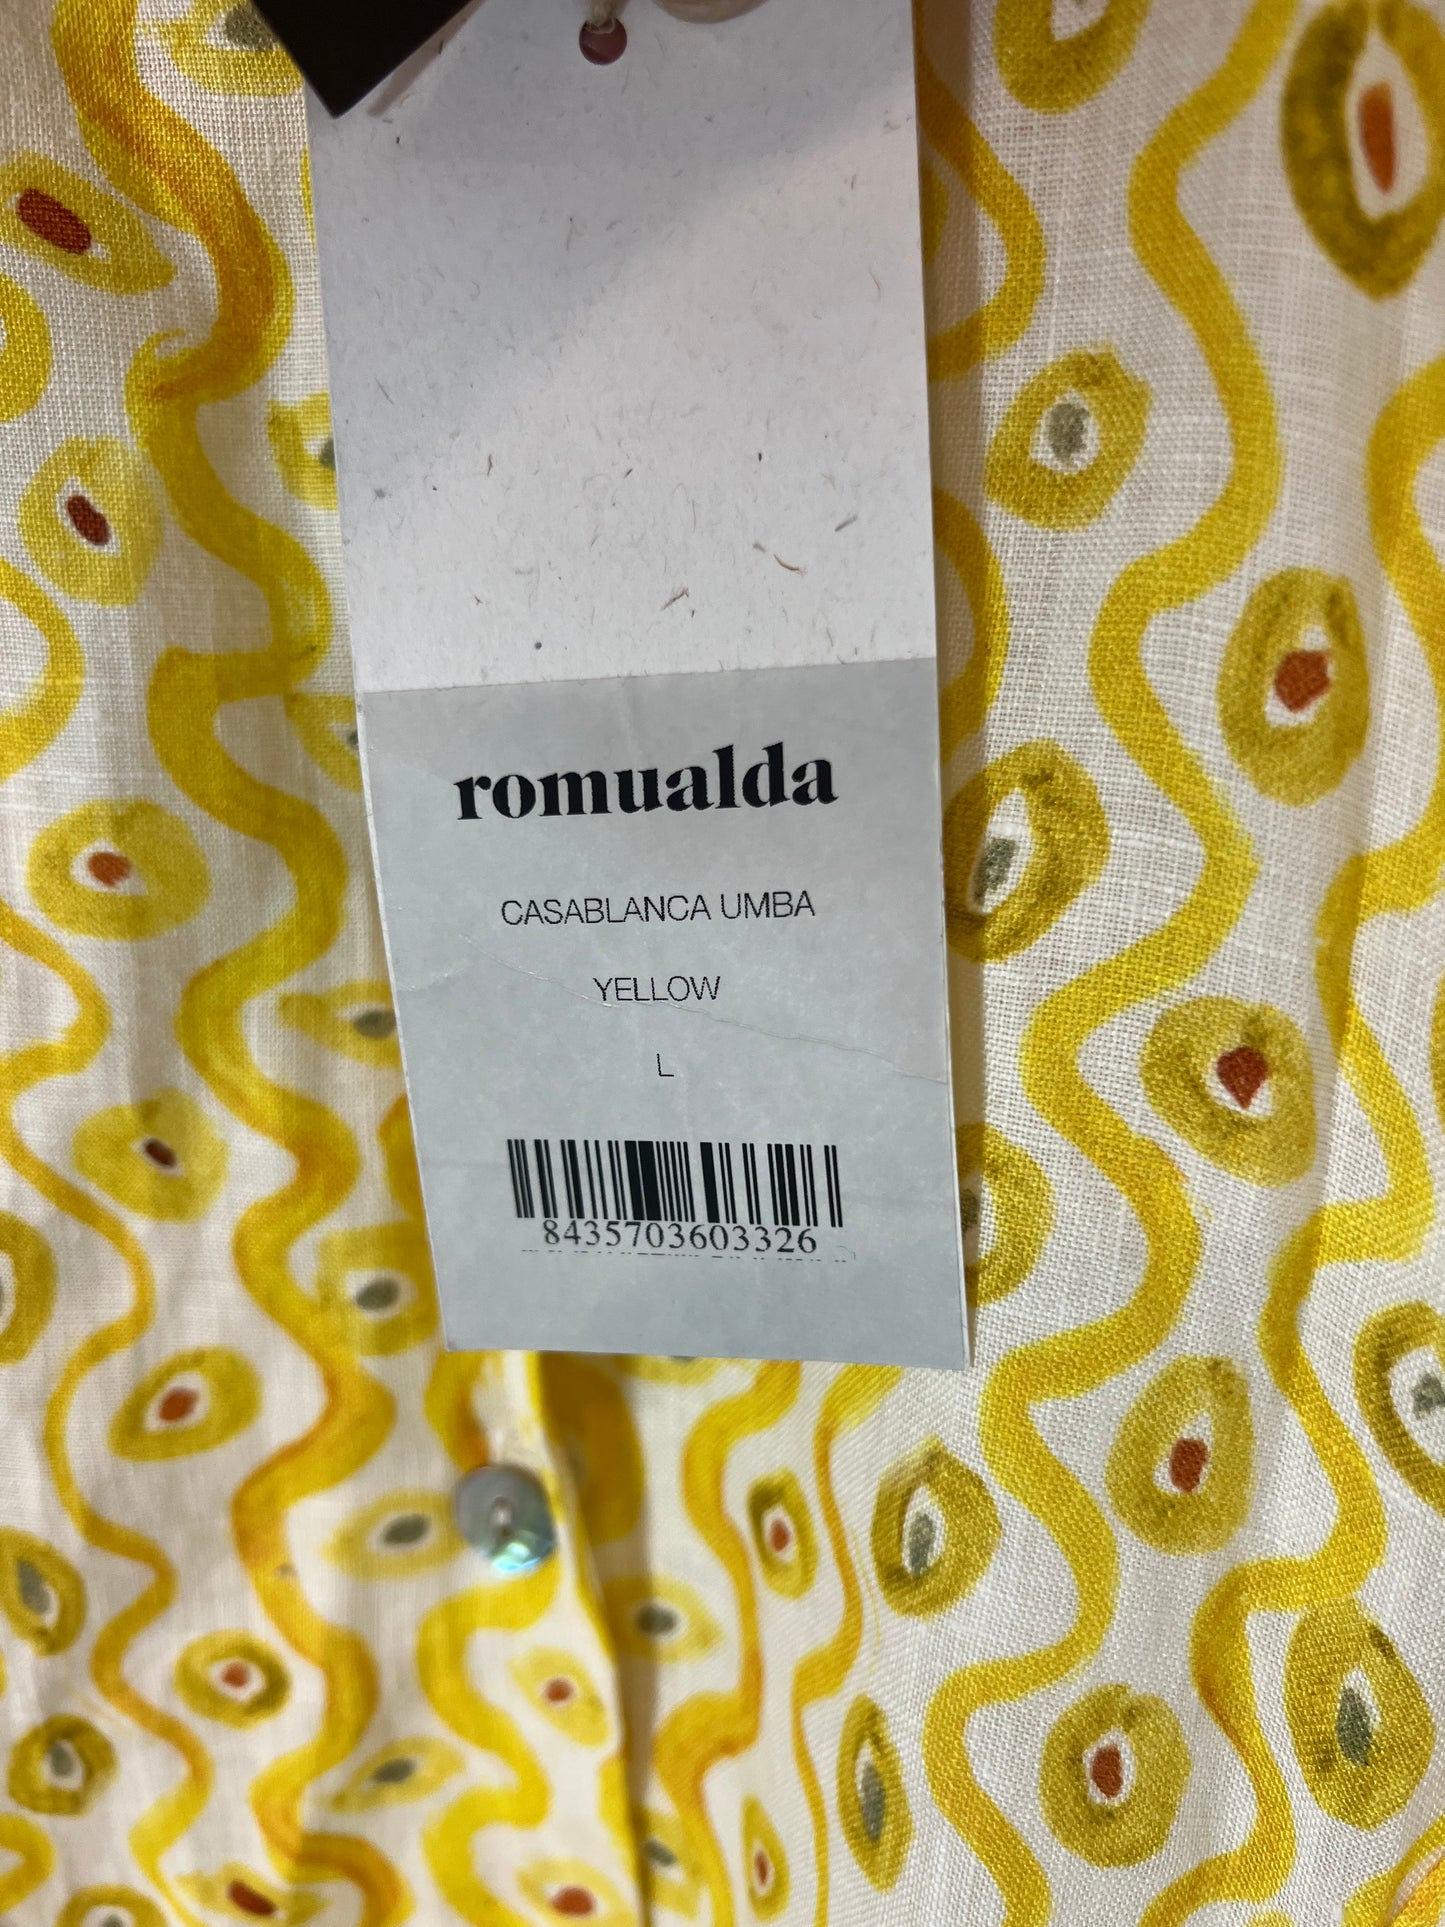 romualda
CASABLANCA UMBA
YELLOW
L
8435703603326